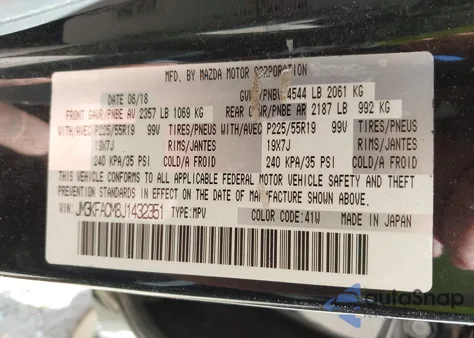 MFD. BY MAZDA MOTOR CORPORATION
DATE 06/18 GVWR/PNBV 4544 LB 2061 KG
FRONT GAWR/PNBE AV 2357 LB 1069 KG REAR GAWR/PNBE AR 2187 LB 992 KG
WITH/AVEC P225/55R19 99V TIRES/PNEUS WITH/AVEC P225/55R19 99V TIRES/PNEUS
19X7J RIMS/JANTES 19X7J RIMS/JANTES
240 KPA/35 PSI COLD/A FROID 240 KPA/35 PSI COLD/A FROID
THIS VEHICLE CONFORMS TO ALL APPLICABLE FEDERAL MOTOR VEHICLE SAFETY AND THEFT
PREVENTION STANDARDS IN EFFECT ON THE DATE OF MANUFACTURE SHOWN ABOVE.
VIN: JM3KFACM8J1432351 TYPE:MPV COLOR CODE:41W MADE IN JAPAN
autoSnap